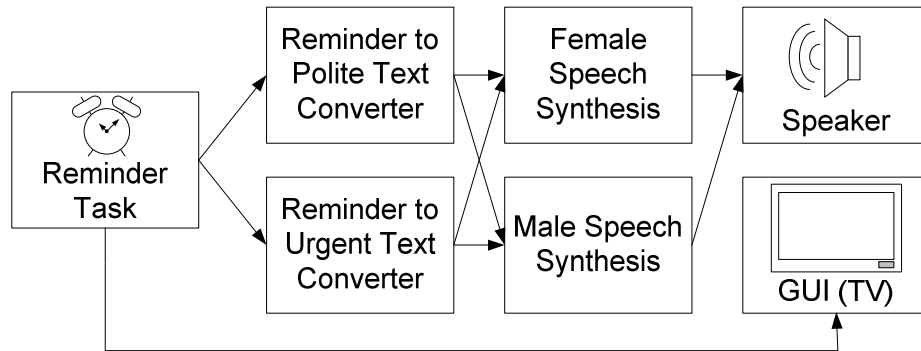 Reminder
Task
Reminder to
Polite Text
Converter
Reminder to
Urgent Text
Converter
Female
Speech
Synthesis
Male Speech
Synthesis
Speaker
GUI (TV)